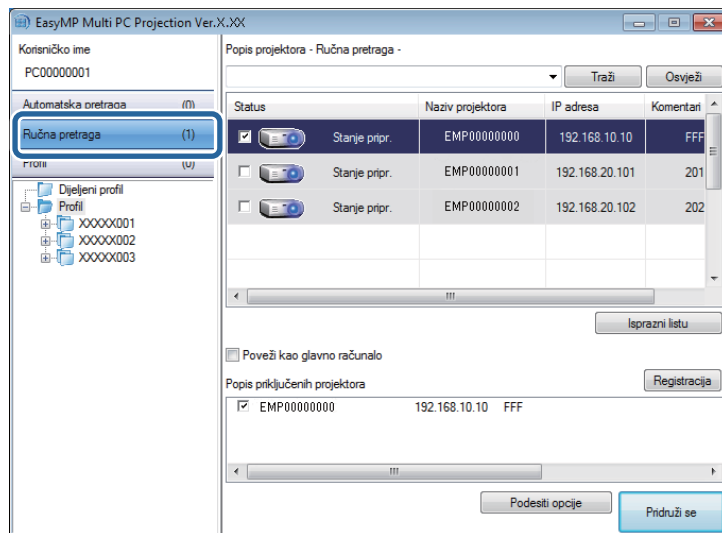 EasyMP Multi PC Projection Ver.X.XX
Korisničko ime
PC00000001
Automatska pretraga (0)
Ručna pretraga (1)
Profil (0)
Dijeljeni profil
Profil
XXXXX001
XXXXX002
XXXXX003
Popis projektora - Ručna pretraga -
Traži Osvježi
Status Naziv projektora IP adresa Komentari
Stanje pripr. EMP00000000 192.168.10.10 FFF
Stanje pripr. EMP00000001 192.168.20.101 201
Stanje pripr. EMP00000002 192.168.20.102 202
Isprazni listu
Poveži kao glavno računalo
Popis priključenih projektora Registracija
EMP00000000 192.168.10.10 FFF
Podesiti opcije Pridruži se